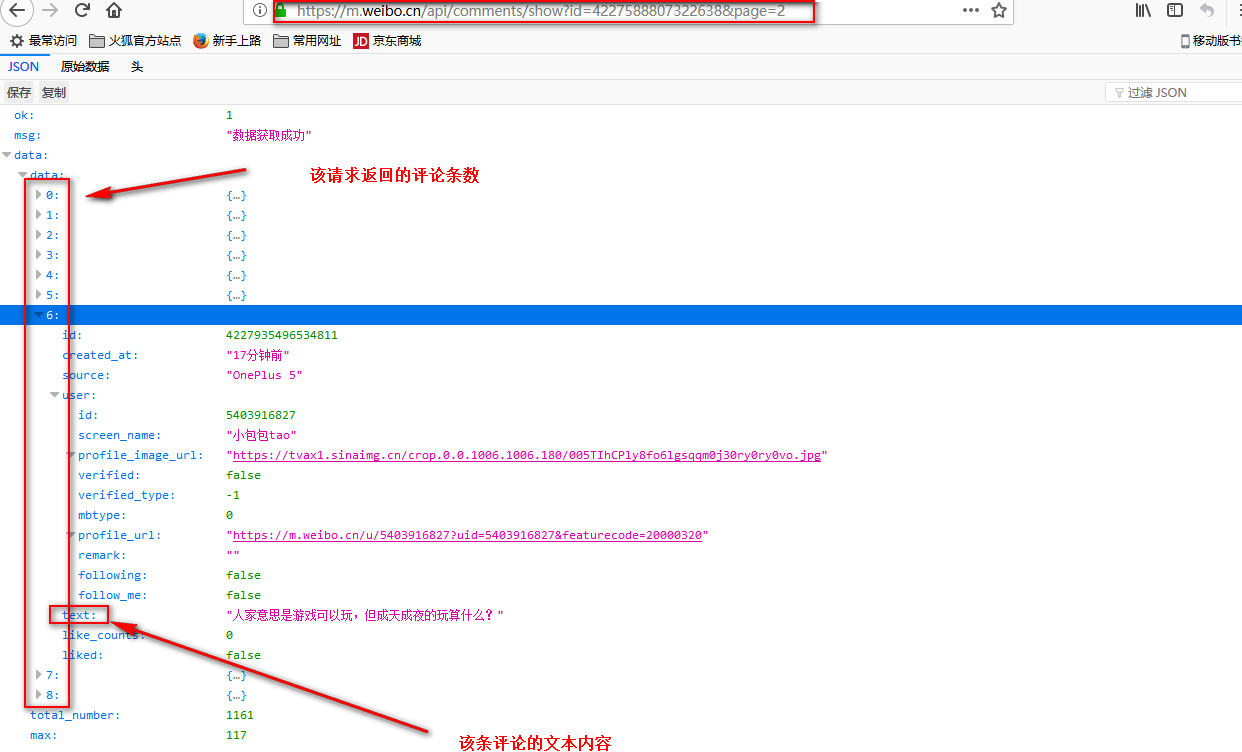 https://m.weibo.cn/api/comments/show?id=4227588807322638&page=2
最常访问 火狐官方站点 新手上路 常用网址 JD 京东商城 移动版书签
JSON 原始数据 头
保存 复制 过滤 JSON
ok: 1
msg: "数据获取成功"
data:
data:
该请求返回的评论条数
0: {…}
1: {…}
2: {…}
3: {…}
4: {…}
5: {…}
6:
id: 4227935496534811
created_at: "17分钟前"
source: "OnePlus 5"
user:
id: 5403916827
screen_name: "小包包tao"
profile_image_url: "https://tvax1.sinaimg.cn/crop.0.0.1006.1006.180/005TIhCPly8fo6lgsqqm0j30ry0ry0vo.jpg"
verified: false
verified_type: -1
mbtype: 0
profile_url: "https://m.weibo.cn/u/5403916827?uid=5403916827&featurecode=20000320"
remark: ""
following: false
follow_me: false
text: "人家意思是游戏可以玩，但成天成夜的玩算什么？"
like_counts: 0
liked: false
7: {…}
8: {…}
total_number: 1161
max: 117
该条评论的文本内容